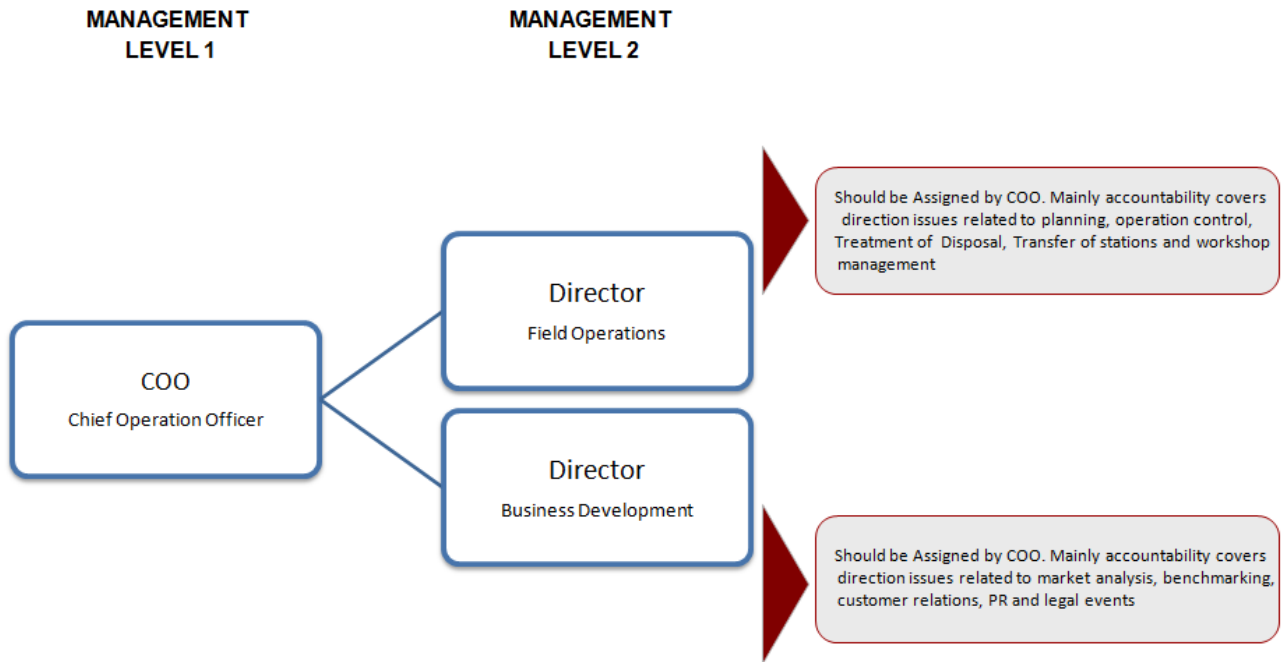 MANAGEMENT
LEVEL 1
MANAGEMENT
LEVEL 2
COO
Chief Operation Officer
Director
Field Operations
Director
Business Development
Should be Assigned by COO. Mainly accountability covers
direction issues related to planning, operation control,
Treatment of Disposal, Transfer of stations and workshop
management
Should be Assigned by COO. Mainly accountability covers
direction issues related to market analysis, benchmarking,
customer relations, PR and legal events